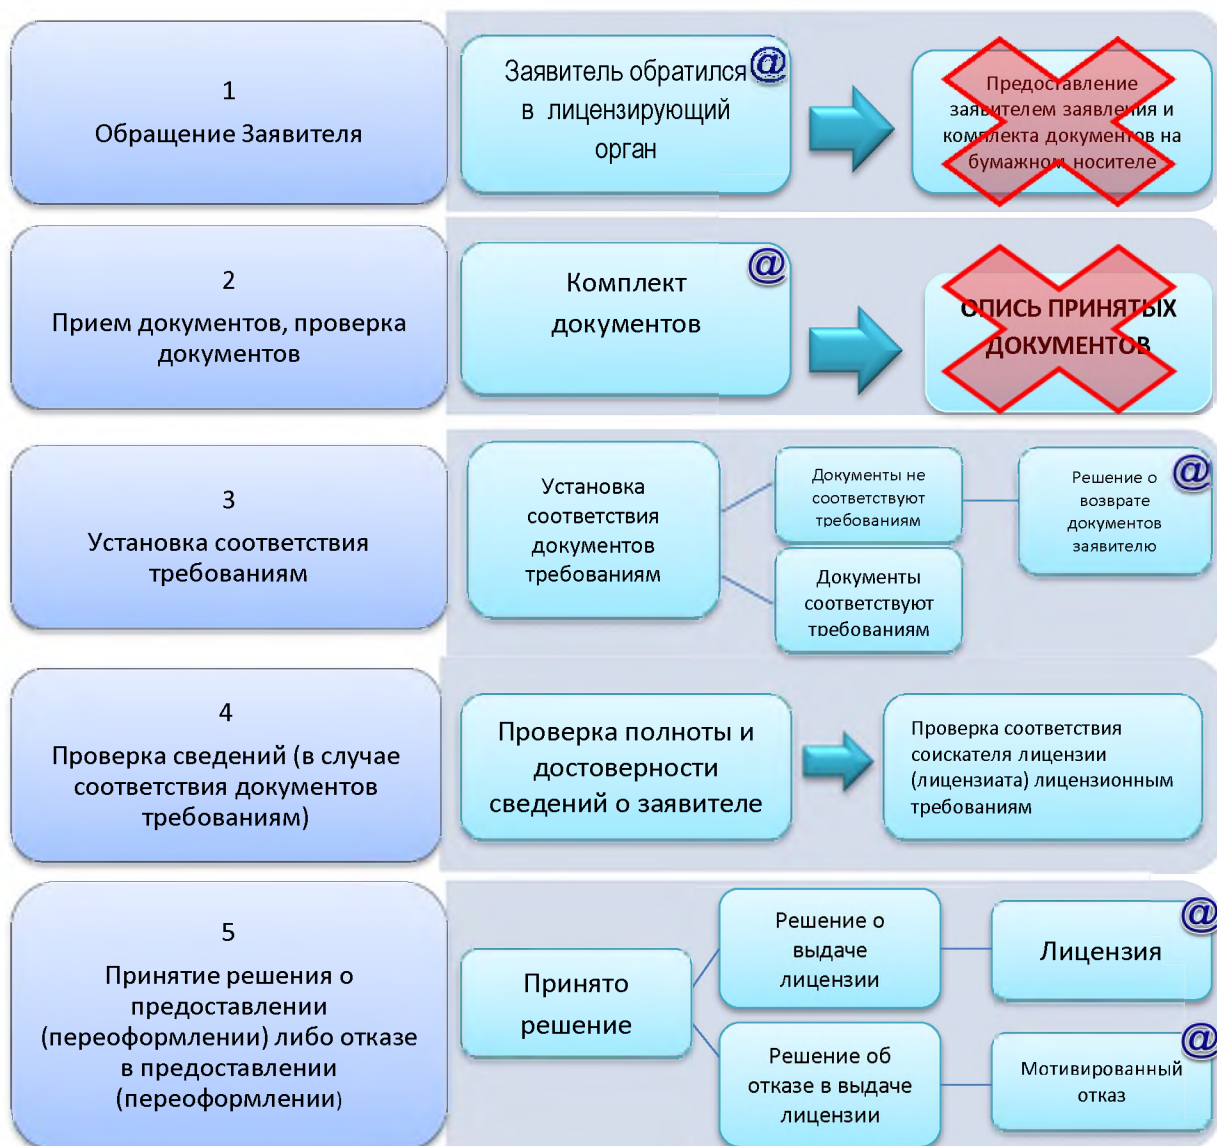 1
Обращение Заявителя
Заявитель обратился
в лицензирующий
орган
@
Предоставление
заявителем заявления и
комплекта документов на
бумажном носителе
2
Прием документов, проверка
документов
Комплект
документов
@
ОПИСЬ ПРИНЯТЫХ
ДОКУМЕНТОВ
3
Установка соответствия
требованиям
Установка
соответствия
документов
требованиям
Документы не
соответствуют
требованиям
Решение о
возврате
документов
заявителю
@
Документы
соответствуют
требованиям
4
Проверка сведений (в случае
соответствия документов
требованиям)
Проверка полноты и
достоверности
сведений о заявителе
Проверка соответствия
соискателя лицензии
(лицензиата) лицензионным
требованиям
5
Принятие решения о
предоставлении
(переоформлении) либо отказе
в предоставлении
(переоформлении)
Принято
решение
Решение о
выдаче
лицензии
Лицензия
@
Решение об
отказе в выдаче
лицензии
Мотивированный
отказ
@